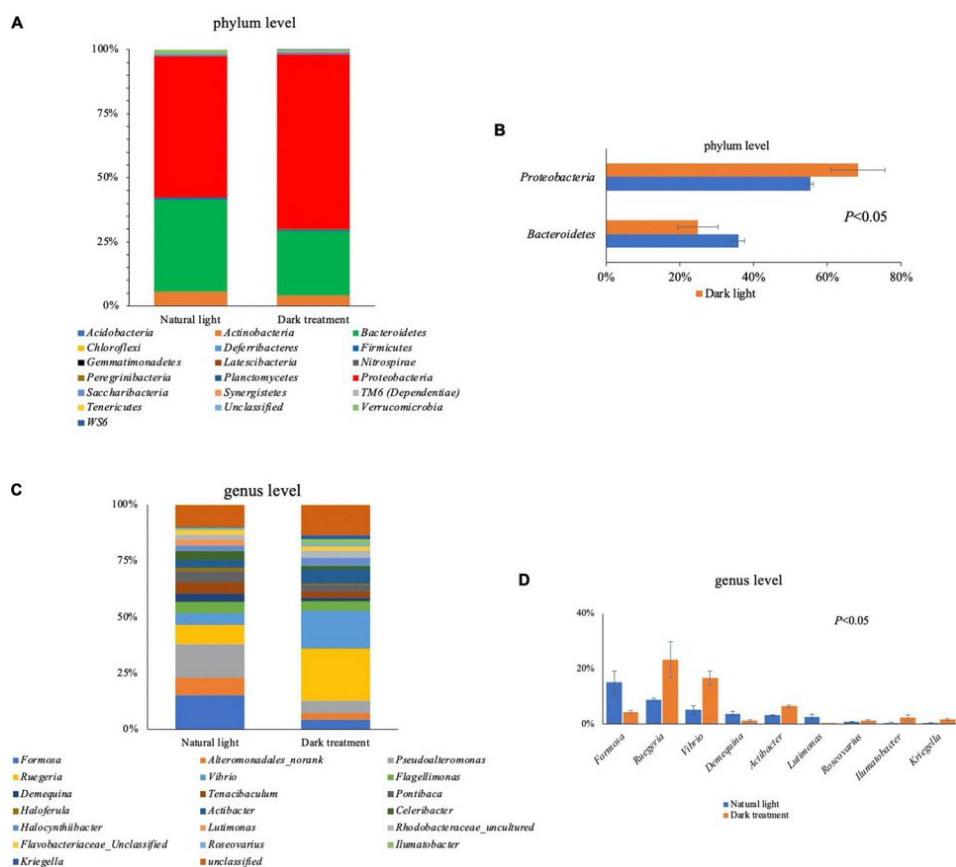 A
phylum level
100%
75%
50%
25%
0%
Natural light Dark treatment
Acidobacteria Actinobacteria Bacteroidetes
Chloroflexi Deferribacteres Firmicutes
Gemmatimonadetes Latescibacteria Nitrospirae
Peregrinibacteria Planctomycetes Proteobacteria
Saccharibacteria Synergistetes TM6 (Dependentiae)
Tenericutes Unclassified Verrucomicrobia
WS6
B
phylum level
Proteobacteria
P<0.05
Bacteroidetes
0% 20% 40% 60% 80%
Dark light
C
genus level
100%
75%
50%
25%
0%
Natural light Dark treatment
Formosa Alteromonadales_norank Pseudoalteromonas
Ruegeria Vibrio Flagellimonas
Demequina Tenacibaculum Pontibaca
Haloferula Actibacter Celeribacter
Halocynthiibacter Lutimonas Rhodobacteraceae_uncultured
Flavobacteriaceae_Unclassified Roseovarius Ilumatobacter
Kriegella unclassified
D
genus level
40%
P<0.05
20%
0%
Formosa Ruegeria Vibrio Demequina Actibacter Lutimonas Roseovarius Ilumatobacter Kriegella
Natural light
Dark treatment